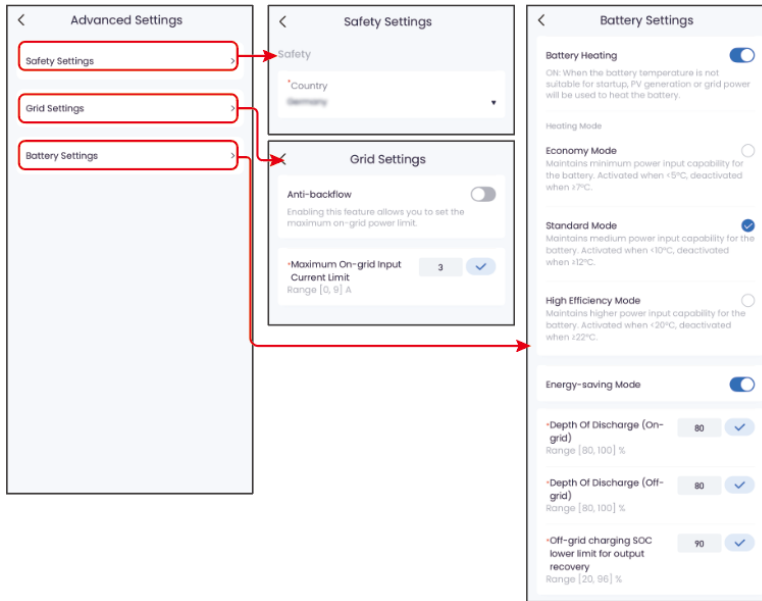 Advanced Settings
Safety Settings
Grid Settings
Battery Settings
Safety Settings
Safety
*Country
Germany
Grid Settings
Anti-backflow
Enabling this feature allows you to set the
maximum on-grid power limit.
*Maximum On-grid Input
Current Limit
3
Range [0, 9] A
Battery Settings
Battery Heating
ON: When the battery temperature is not
suitable for startup, PV generation or grid power
will be used to heat the battery.
Heating Mode
Economy Mode
Maintains minimum power input capability for
the battery. Activated when <5°C, deactivated
when ≥7°C.
Standard Mode
Maintains medium power input capability for the
battery. Activated when <10°C, deactivated
when ≥12°C.
High Efficiency Mode
Maintains higher power input capability for the
battery. Activated when <20°C, deactivated
when ≥22°C.
Energy-saving Mode
*Depth Of Discharge (On-
grid)
80
Range [80, 100] %
*Depth Of Discharge (Off-
grid)
80
Range [80, 100] %
*Off-grid charging SOC
lower limit for output
recovery
90
Range [20, 96] %